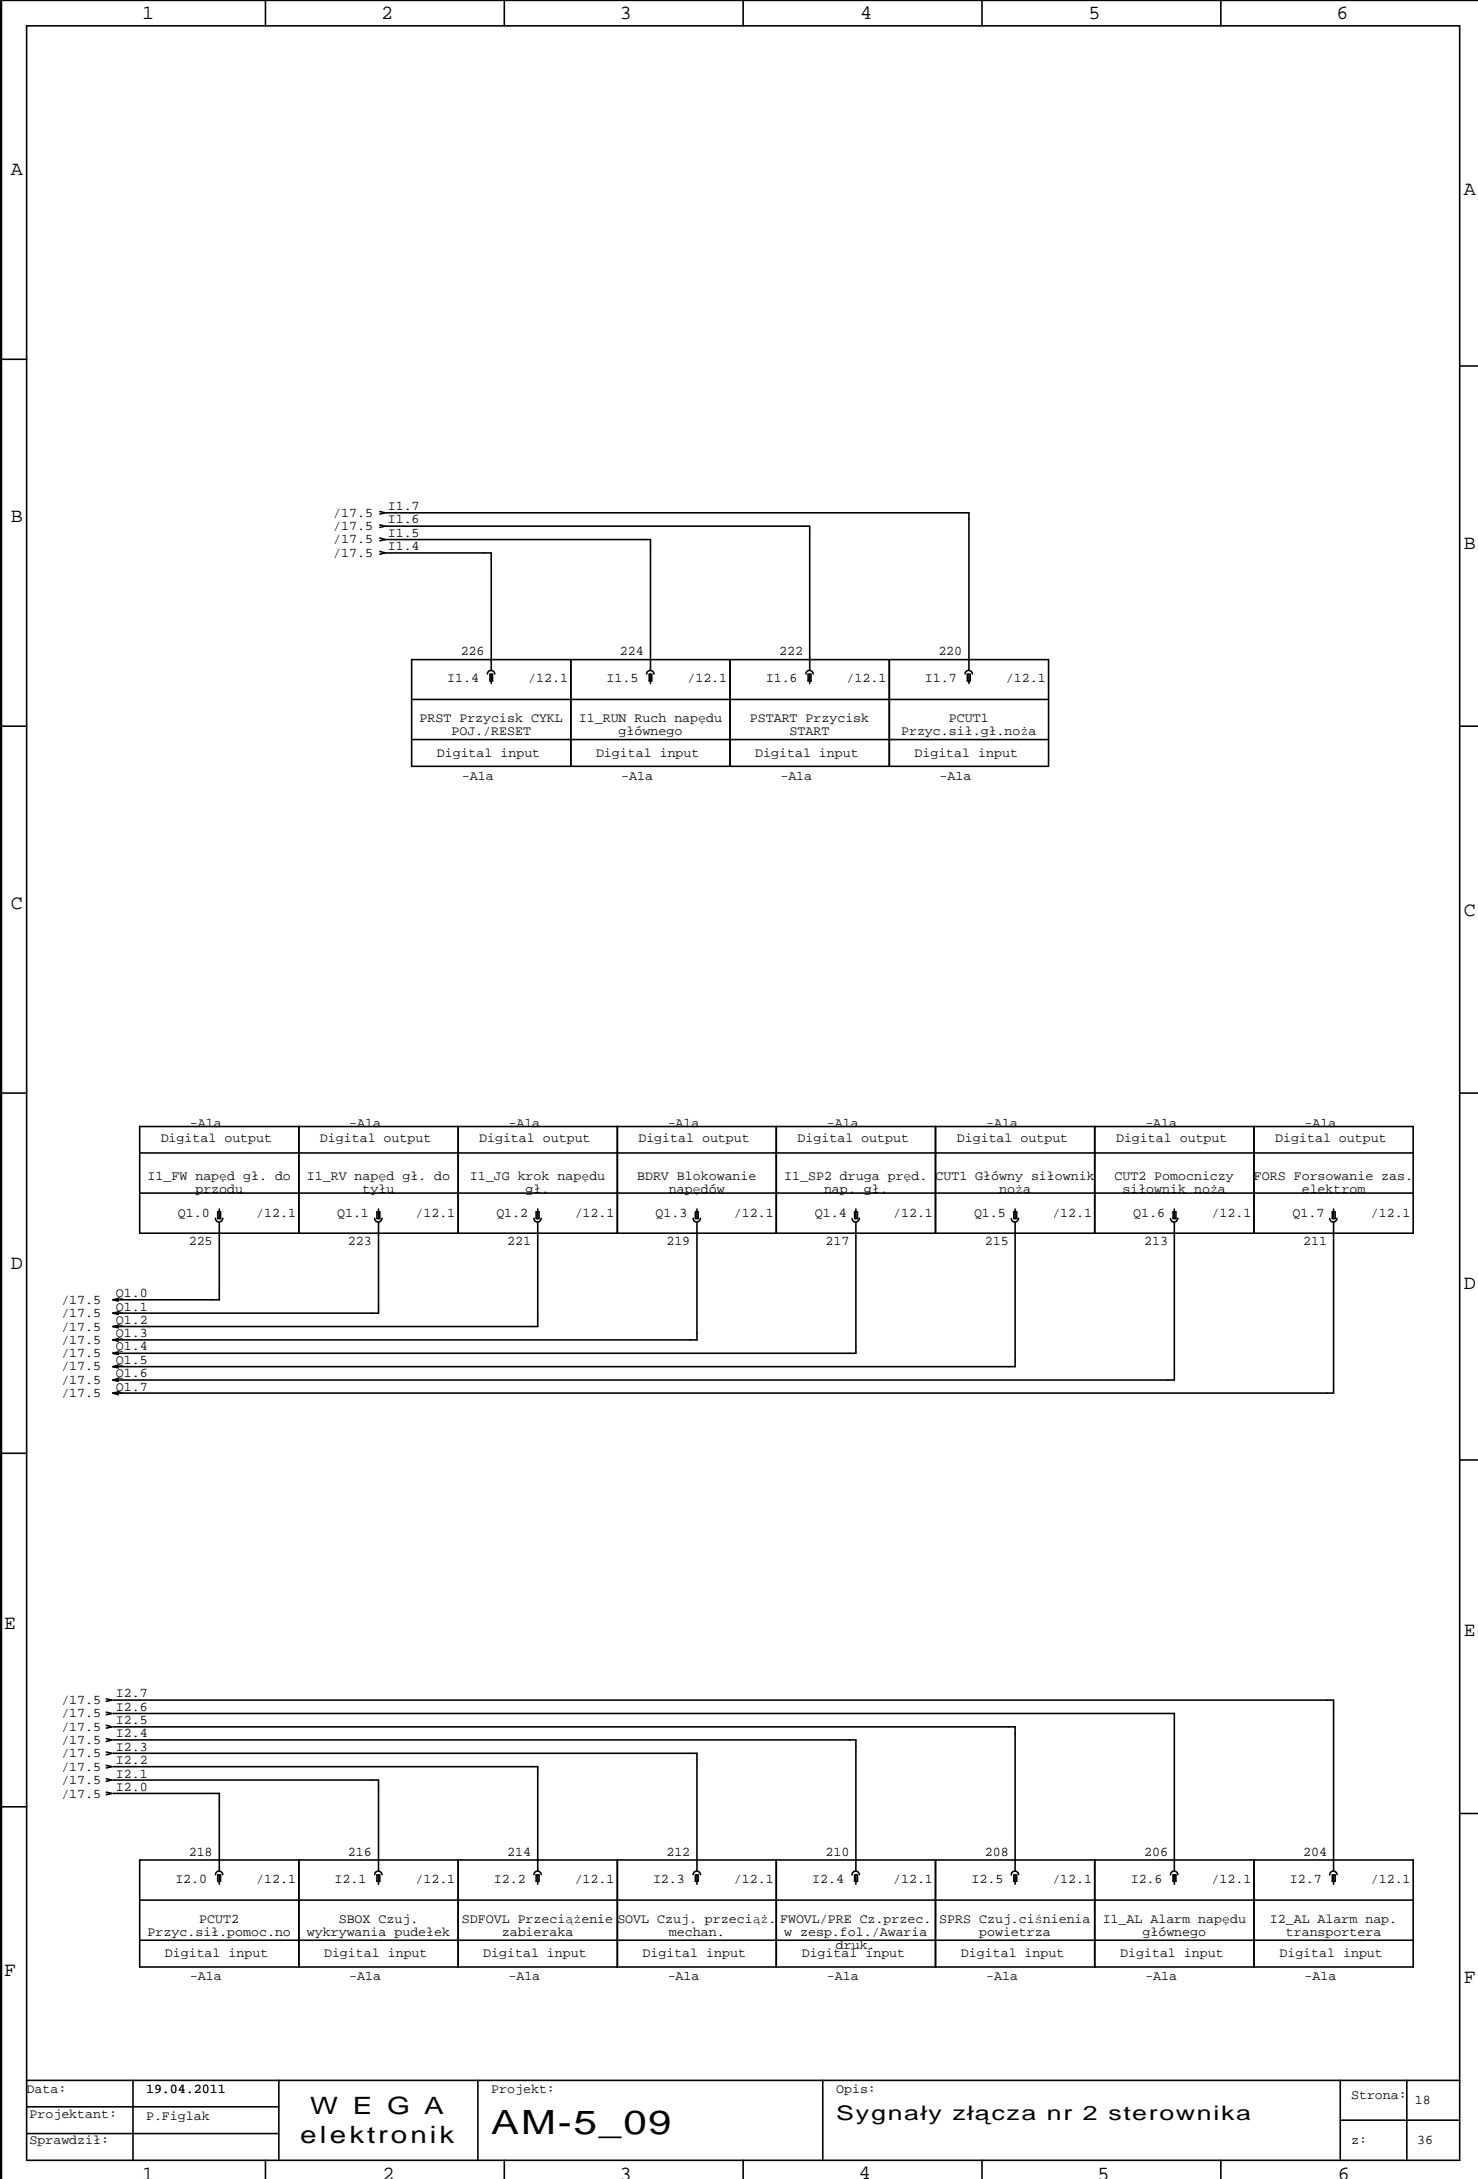 1 2 3 4 5 6
A A
B B
/17.5 I1.7
/17.5 I1.6
/17.5 I1.5
/17.5 I1.4
226 224 222 220
I1.4 /12.1 I1.5 /12.1 I1.6 /12.1 I1.7 /12.1
PRST Przycisk CYKL I1_RUN Ruch napędu PSTART Przycisk PCUT1
POJ./RESET głównego START Przyc.sił.gł.noża
Digital input Digital input Digital input Digital input
-A1a -A1a -A1a -A1a
C C
-A1a -A1a -A1a -A1a -A1a -A1a -A1a -A1a
Digital output Digital output Digital output Digital output Digital output Digital output Digital output Digital output
I1_FW napęd gł. do I1_RV napęd gł. do I1_JG krok napędu BDRV Blokowanie I1_SP2 druga pręd. CUT1 Główny siłownik CUT2 Pomocniczy FORS Forsowanie zas.
przodu tyłu gł. napędów nap. gł. noża siłownik noża elektrom
Q1.0 /12.1 Q1.1 /12.1 Q1.2 /12.1 Q1.3 /12.1 Q1.4 /12.1 Q1.5 /12.1 Q1.6 /12.1 Q1.7 /12.1
225 223 221 219 217 215 213 211
D D
/17.5 Q1.0
/17.5 Q1.1
/17.5 Q1.2
/17.5 Q1.3
/17.5 Q1.4
/17.5 Q1.5
/17.5 Q1.6
/17.5 Q1.7
E E
/17.5 I2.7
/17.5 I2.6
/17.5 I2.5
/17.5 I2.4
/17.5 I2.3
/17.5 I2.2
/17.5 I2.1
/17.5 I2.0
218 216 214 212 210 208 206 204
I2.0 /12.1 I2.1 /12.1 I2.2 /12.1 I2.3 /12.1 I2.4 /12.1 I2.5 /12.1 I2.6 /12.1 I2.7 /12.1
PCUT2 SBOX Czuj. SDFOVL Przeciążenie SOVL Czuj. przeciąż. FWOVL/PRE Cz.przec. SPRS Czuj.ciśnienia I1_AL Alarm napędu I2_AL Alarm nap.
Przyc.sił.pomoc.no wykrywania pudełek zabieraka mechan. w zesp.fol./Awaria powietrza głównego transportera
druk.
Digital input Digital input Digital input Digital input Digital input Digital input Digital input Digital input
-A1a -A1a -A1a -A1a -A1a -A1a -A1a -A1a
F F
Data: 19.04.2011
Projektant: P.Figlak
Sprawdził:
W E G A
elektronik
Projekt:
AM-5_09
Opis:
Sygnały złącza nr 2 sterownika
Strona: 18
z: 36
1 2 3 4 5 6